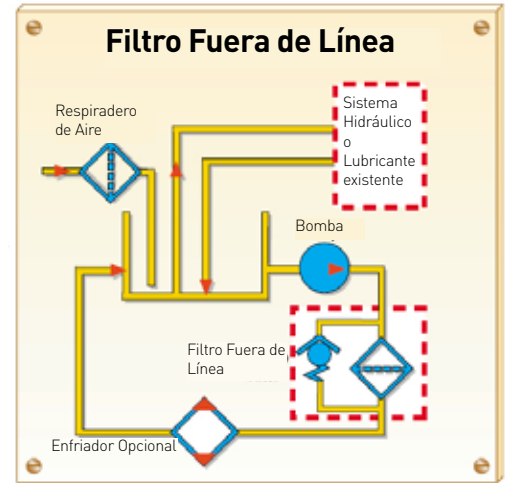 Filtro Fuera de Línea
Respiradero
de Aire
Sistema
Hidráulico
o
Lubricante
existente
Bomba
Filtro Fuera de
Línea
Enfriador Opcional